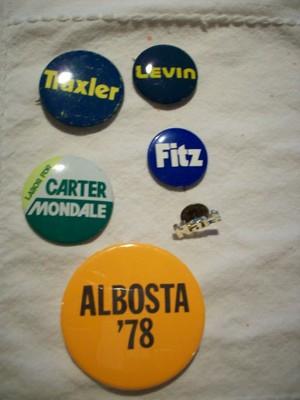 Traxler
LEVIN
Fitz
LABOR FOR
CARTER
MONDALE
ALBOSTA
'78